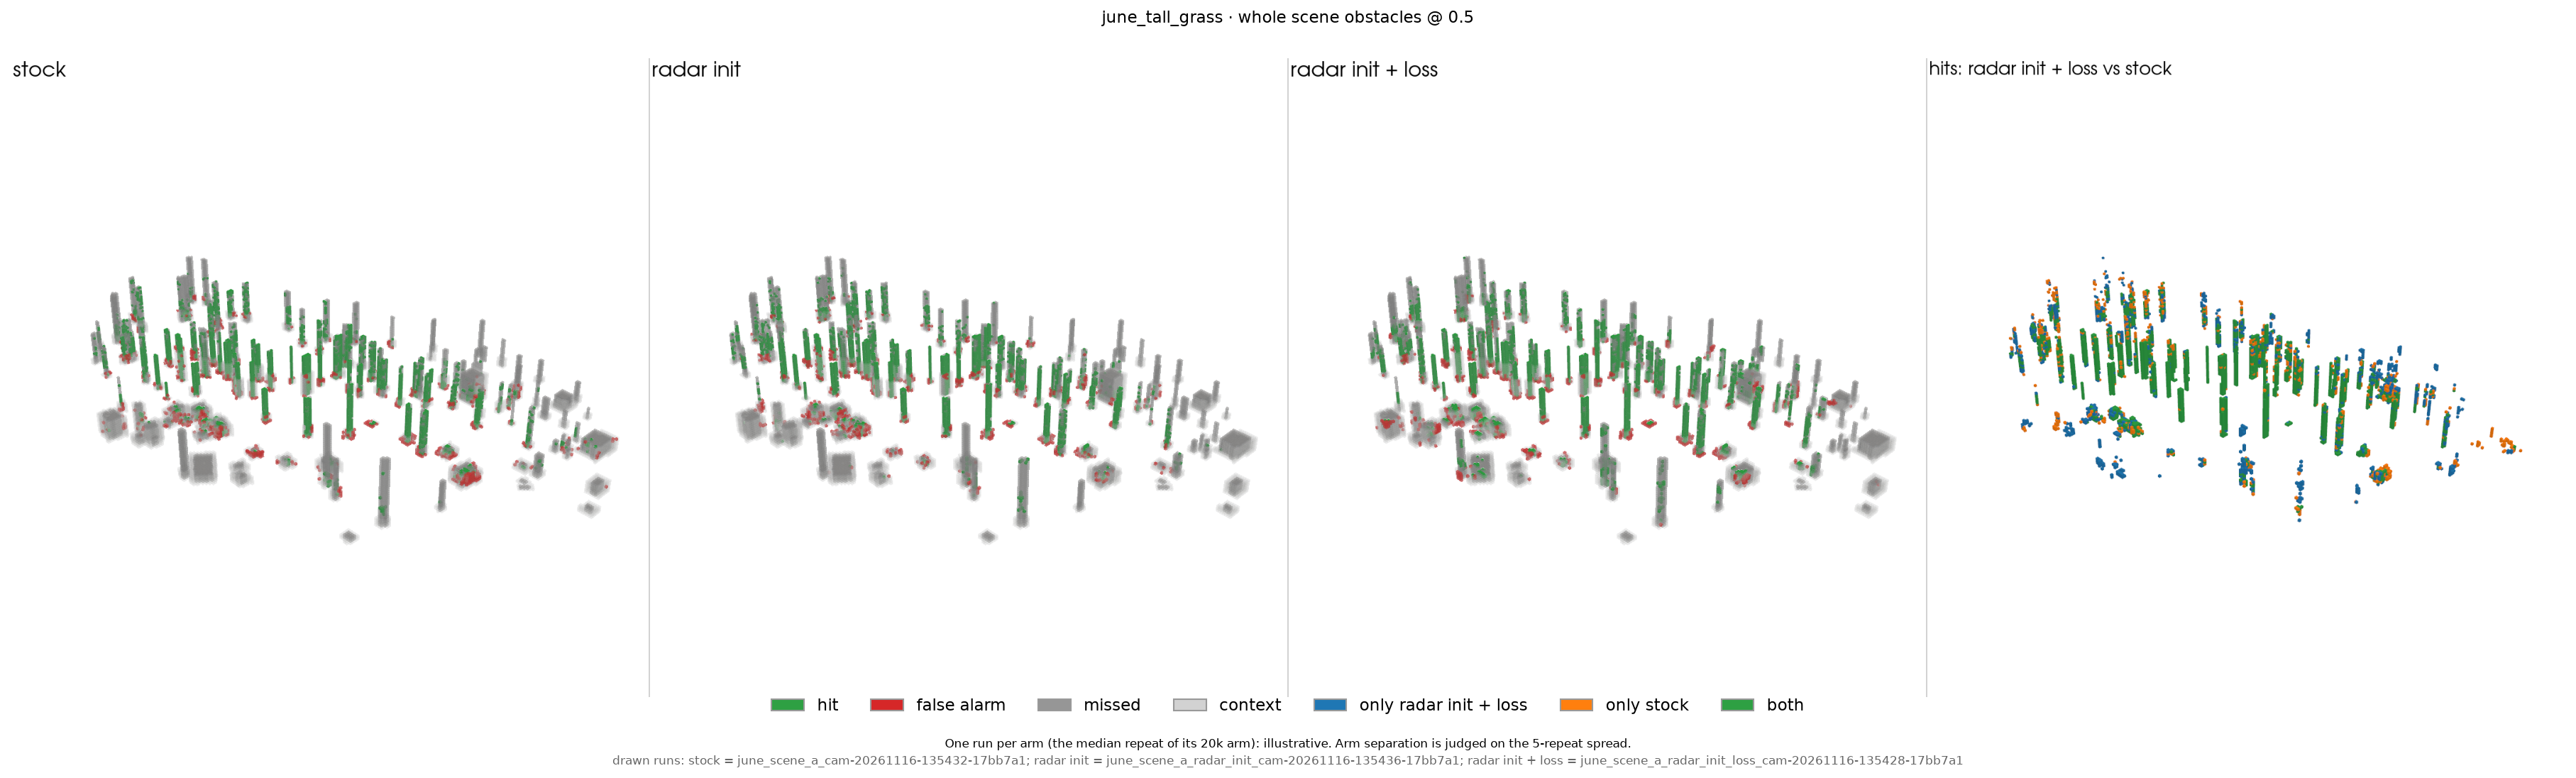 june_tall_grass · whole scene obstacles @ 0.5
stock
radar init
radar init + loss
hits: radar init + loss vs stock
hit
false alarm
missed
context
only radar init + loss
only stock
both
One run per arm (the median repeat of its 20k arm): illustrative. Arm separation is judged on the 5-repeat spread.
drawn runs: stock = june_scene_a_cam-20261116-135432-17bb7a1; radar init = june_scene_a_radar_init_cam-20261116-135436-17bb7a1; radar init + loss = june_scene_a_radar_init_loss_cam-20261116-135428-17bb7a1